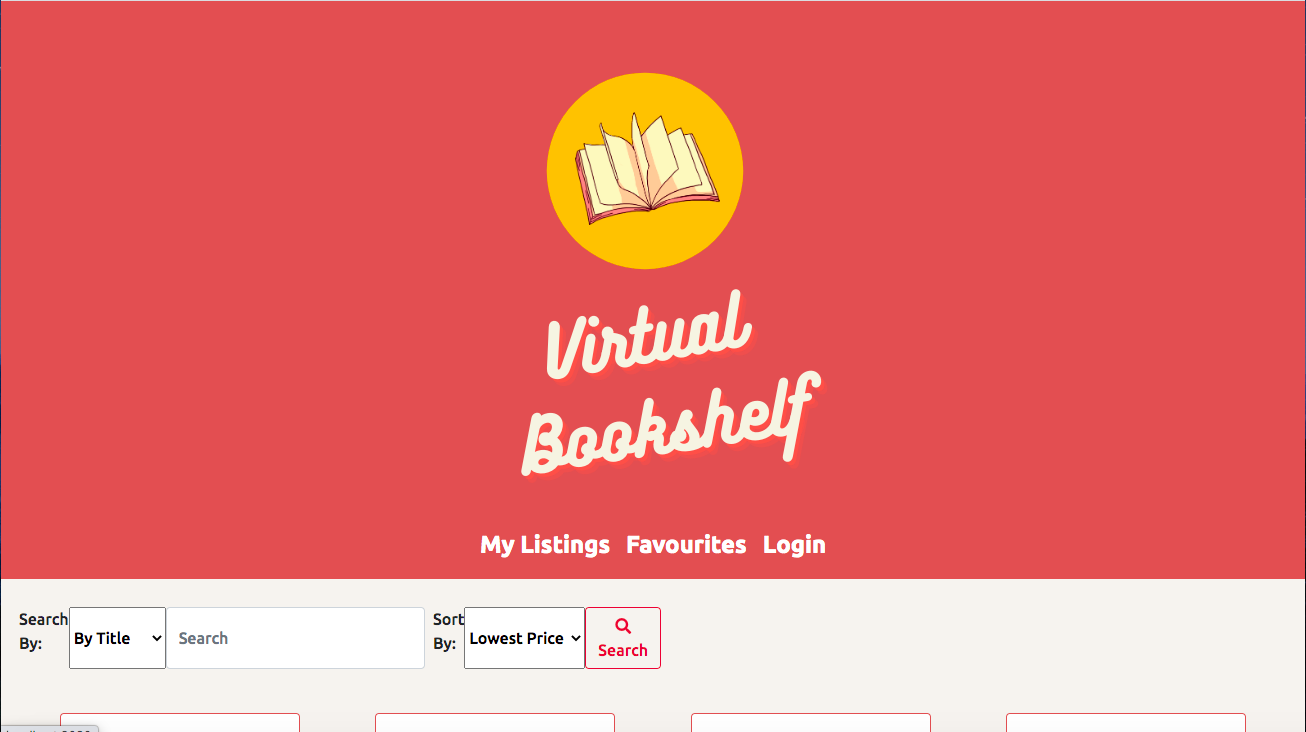 Virtual
Bookshelf
My Listings Favourites Login
Search By: By Title Search Sort By: Lowest Price Search